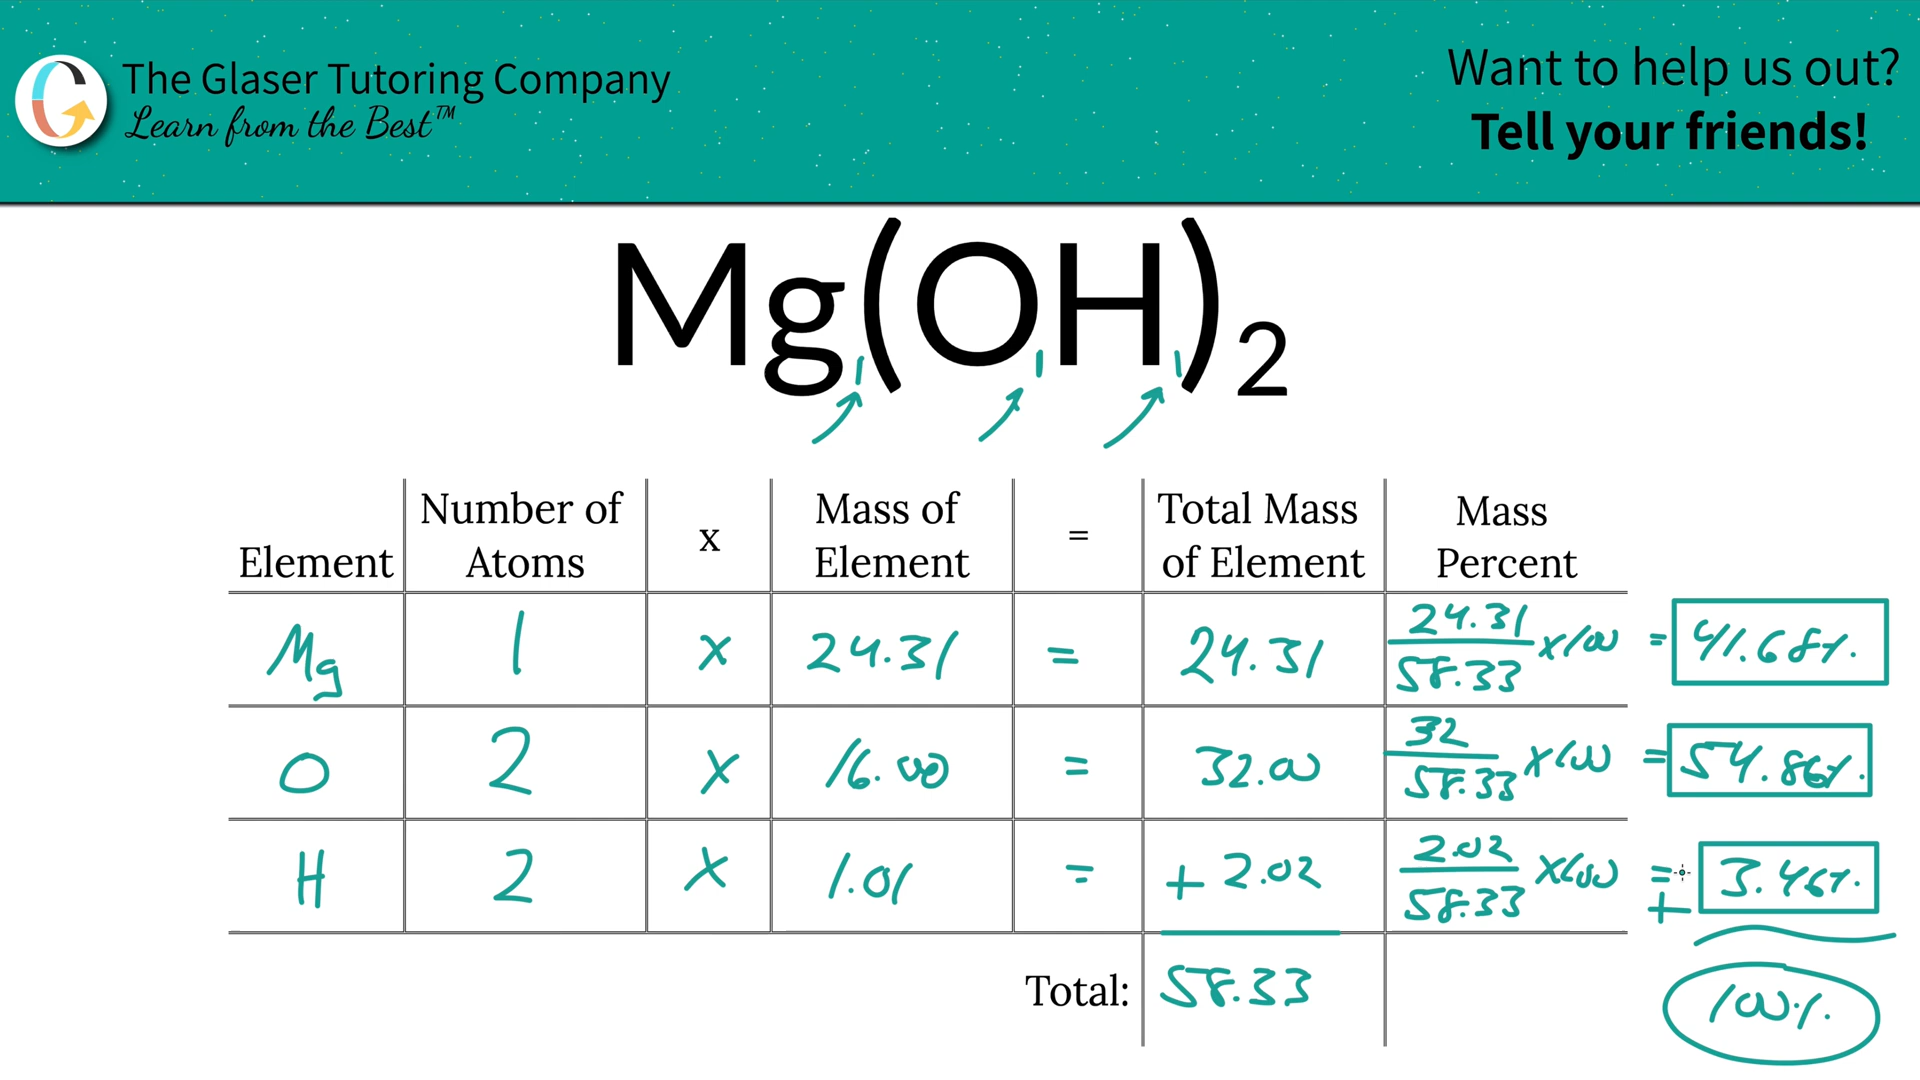 The Glaser Tutoring Company
Learn from the Best™
Want to help us out?
Tell your friends!
Mg(OH)₂
1 1 1
Element
Number of Atoms
x
Mass of Element
=
Total Mass of Element
Mass Percent
Mg 1 x 24.31 = 24.31 24.31/58.33 x100 = 41.68%
O 2 x 16.00 = 32.00 32/58.33 x100 = 54.86%
H 2 x 1.01 = + 2.02 2.02/58.33 x100 = + 3.46%
Total: 58.33 100%